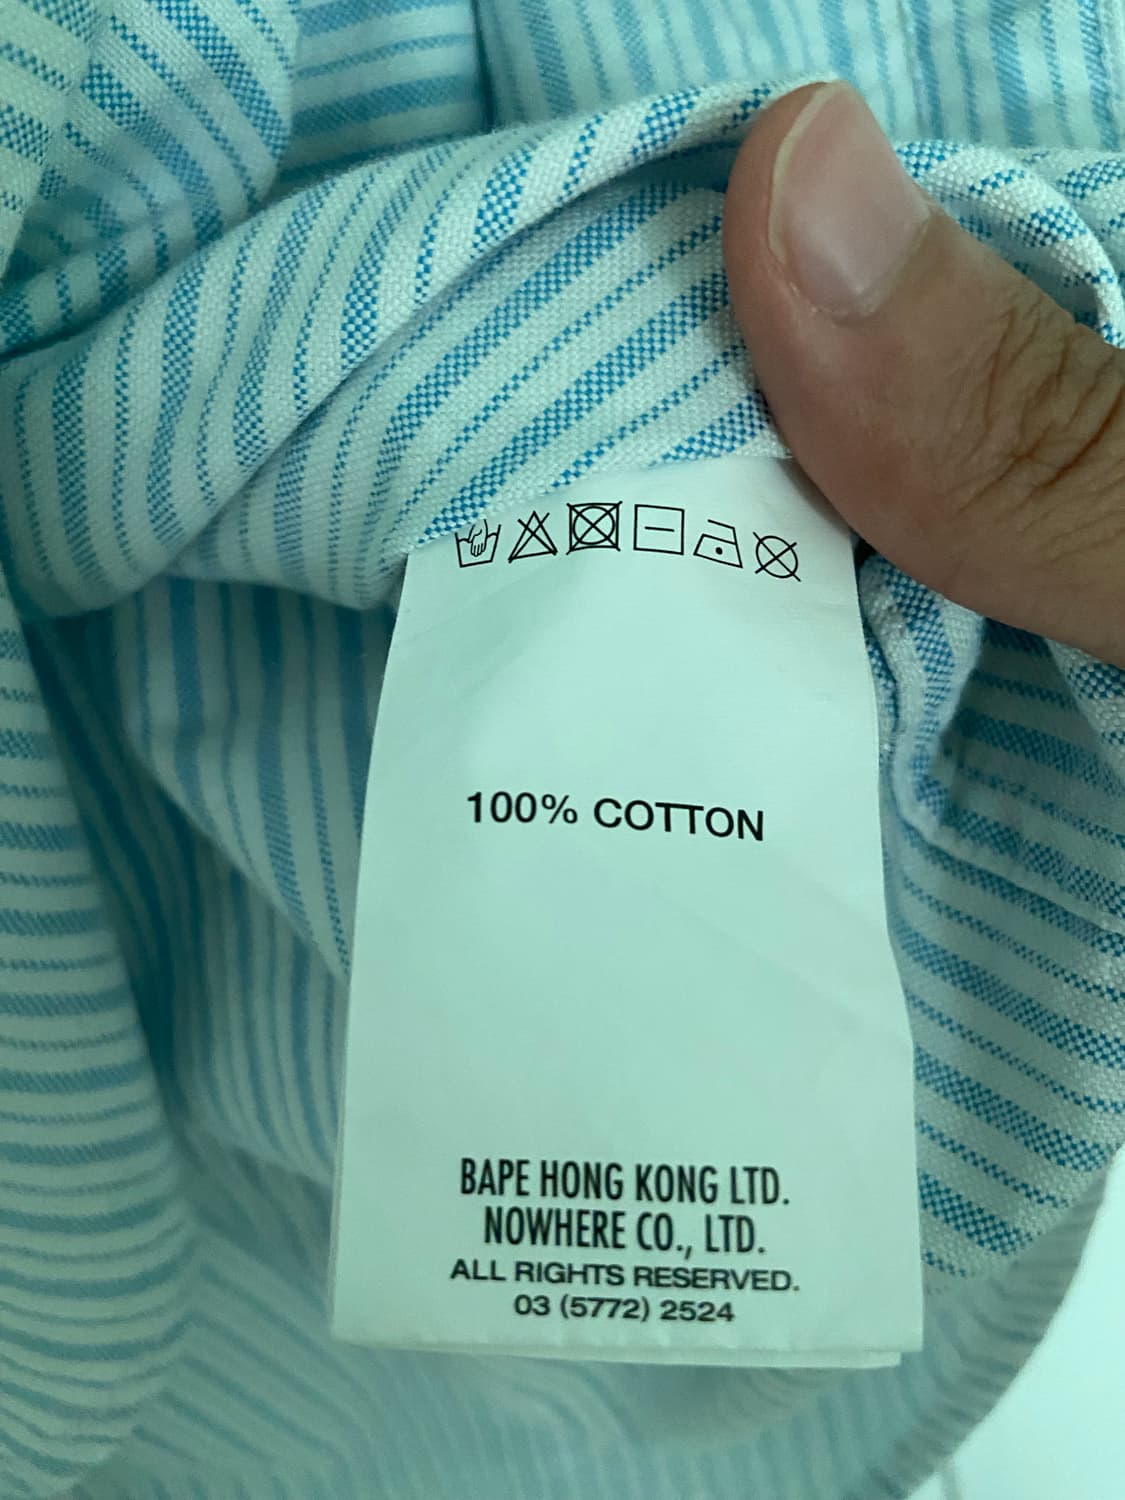 100% COTTON
BAPE HONG KONG LTD.
NOWHERE CO., LTD.
ALL RIGHTS RESERVED.
03 (5772) 2524